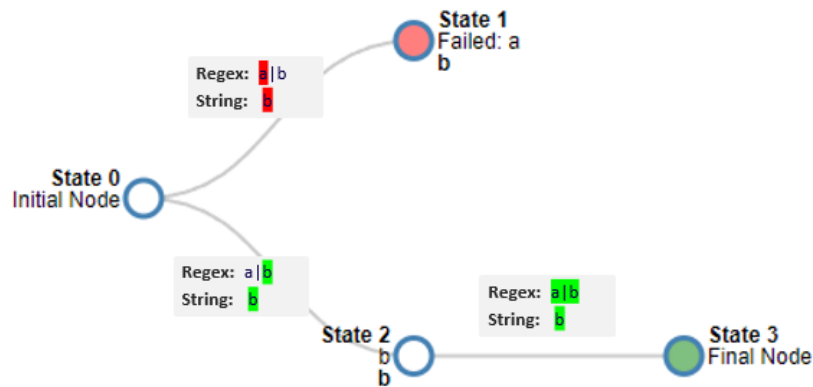 State 1
Failed: a
b
Regex: a|b
String: b
State 0
Initial Node
Regex: a|b
String: b
Regex: a|b
String: b
State 2
b
b
State 3
Final Node